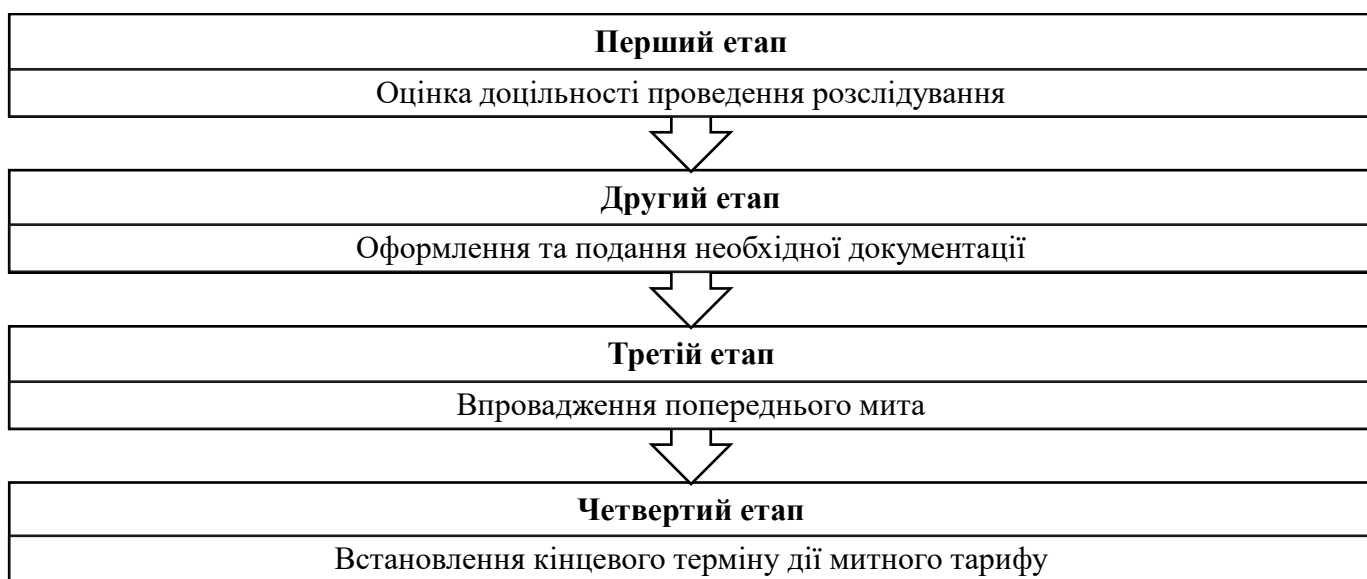 Перший етап
Оцінка доцільності проведення розслідування
Другий етап
Оформлення та подання необхідної документації
Третій етап
Впровадження попереднього мита
Четвертий етап
Встановлення кінцевого терміну дії митного тарифу